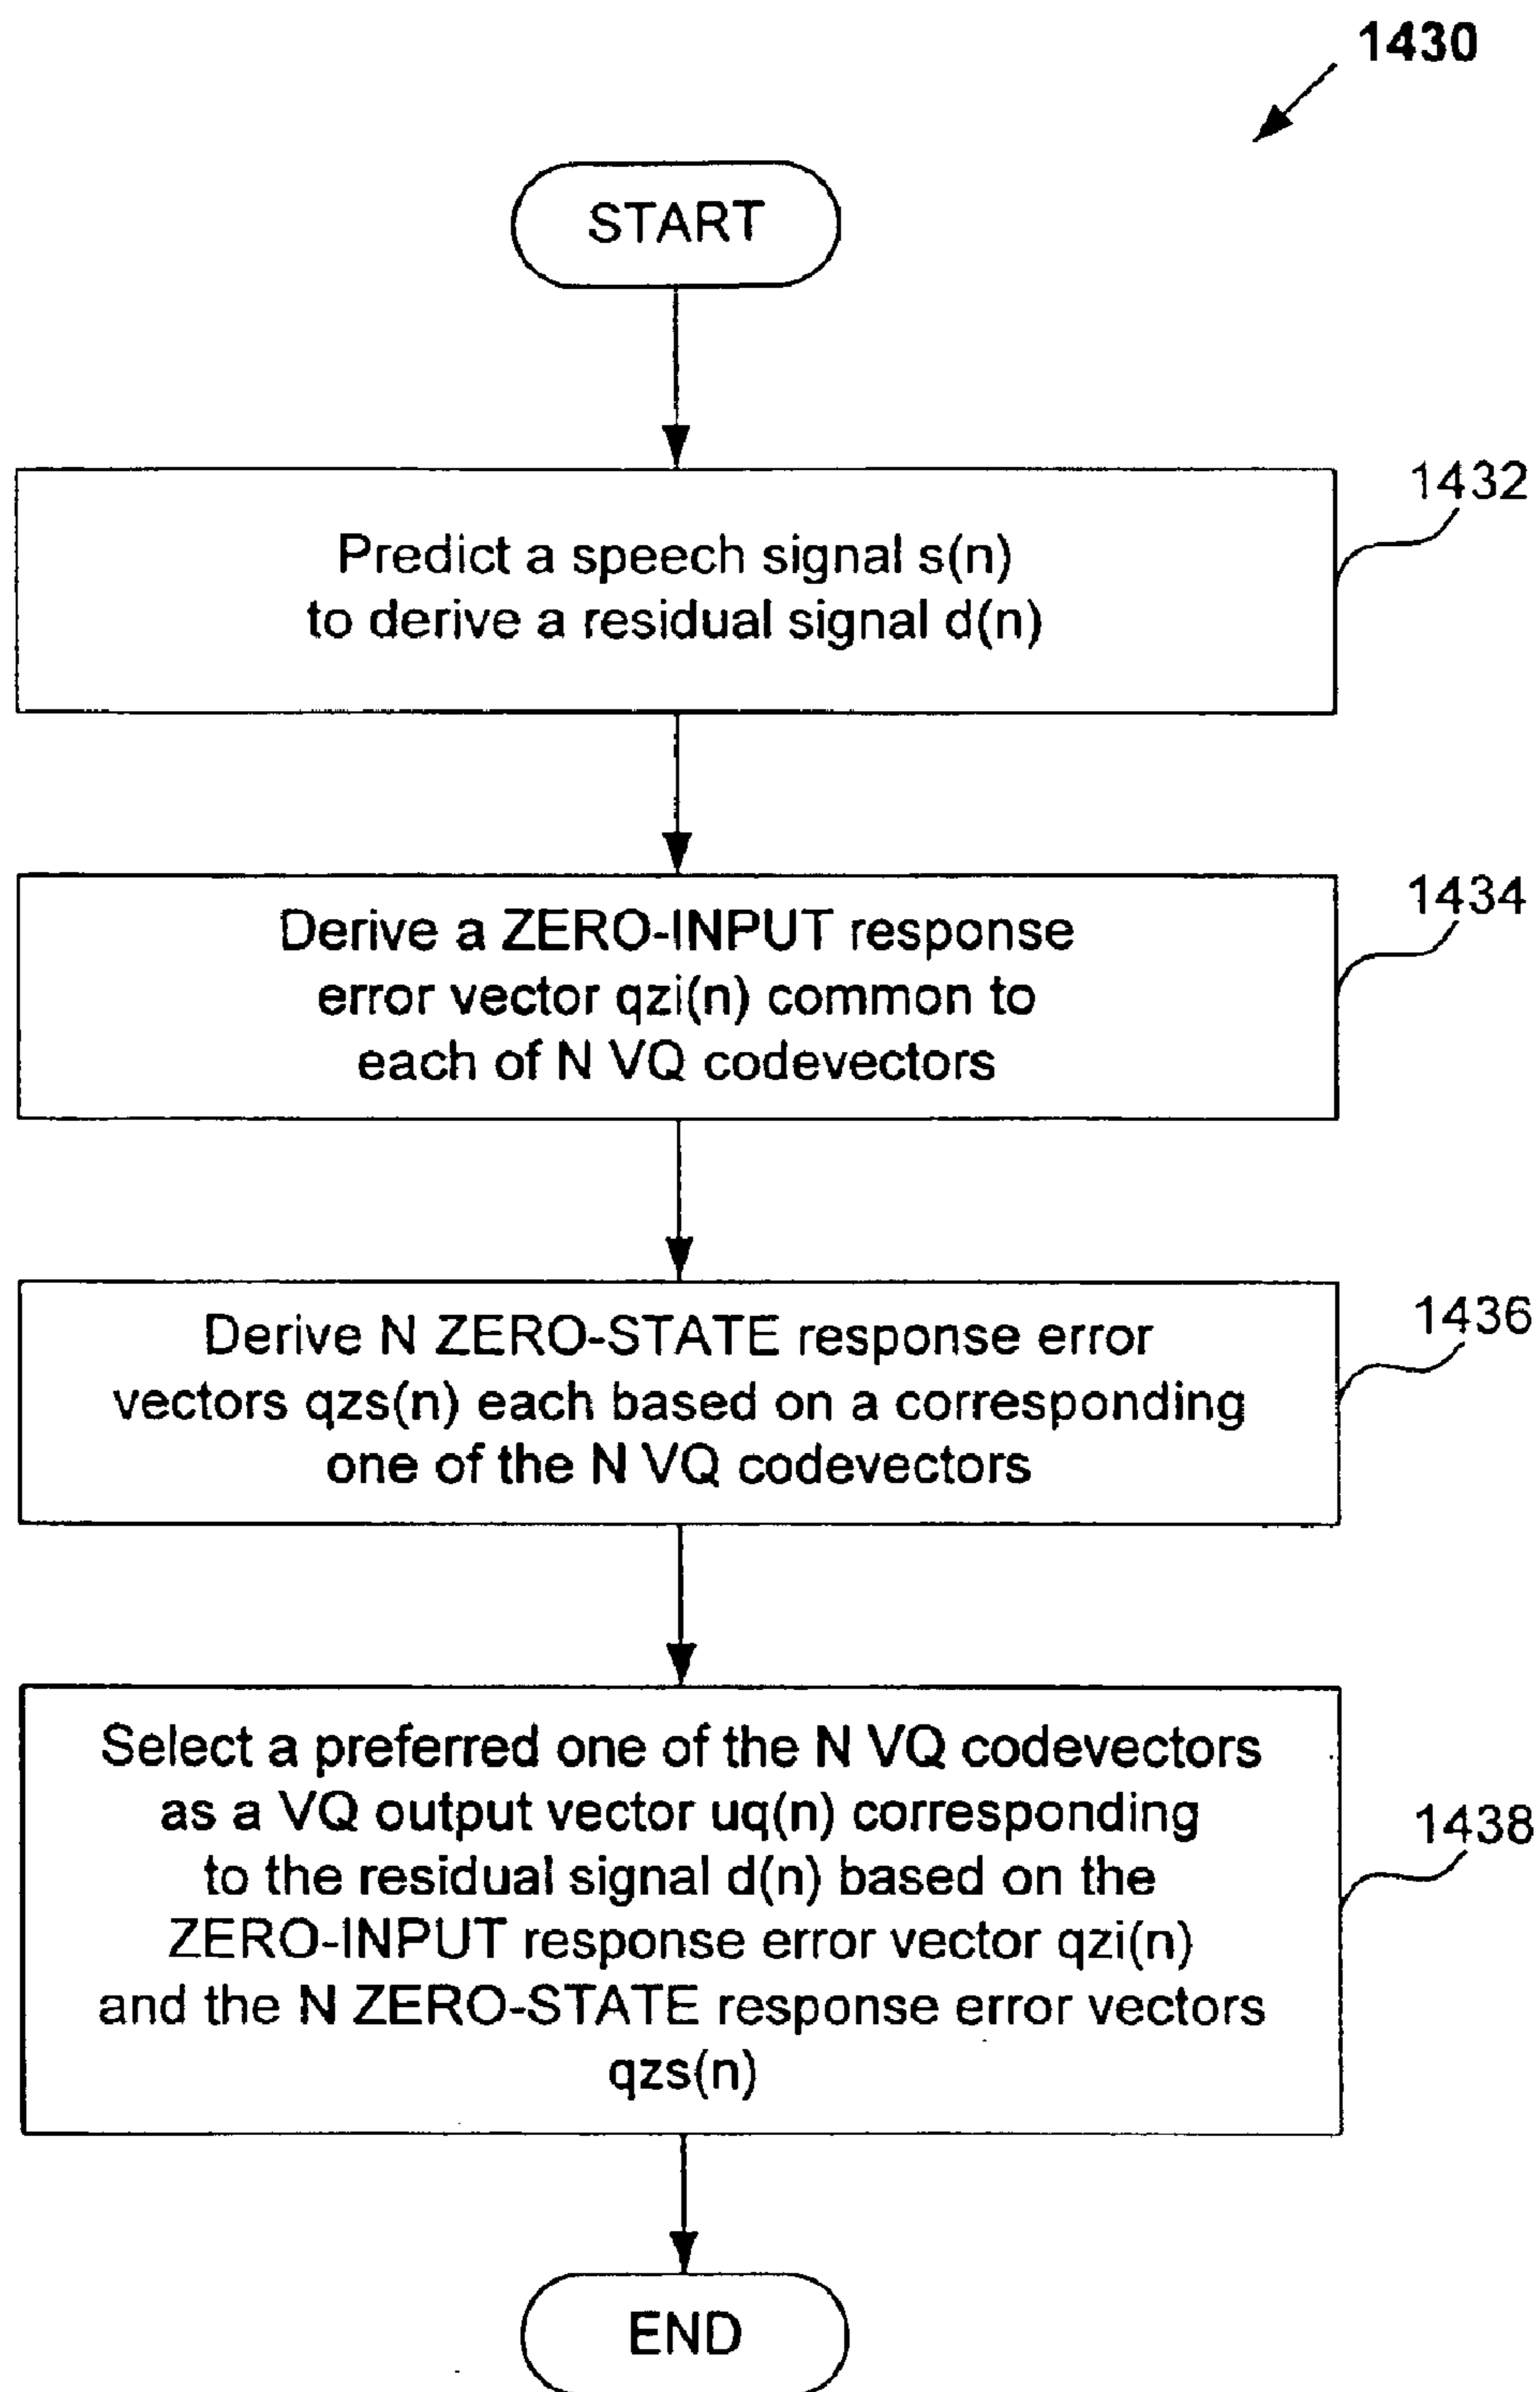 1430
START
1432
Predict a speech signal s(n)
to derive a residual signal d(n)
1434
Derive a ZERO-INPUT response
error vector qzi(n) common to
each of N VQ codevectors
1436
Derive N ZERO-STATE response error
vectors qzs(n) each based on a corresponding
one of the N VQ codevectors
Select a preferred one of the N VQ codevectors
as a VQ output vector uq(n) corresponding
1438
to the residual signal d(n) based on the
ZERO-INPUT response error vector qzi(n)
and the N ZERO-STATE response error vectors
qzs(n)
END